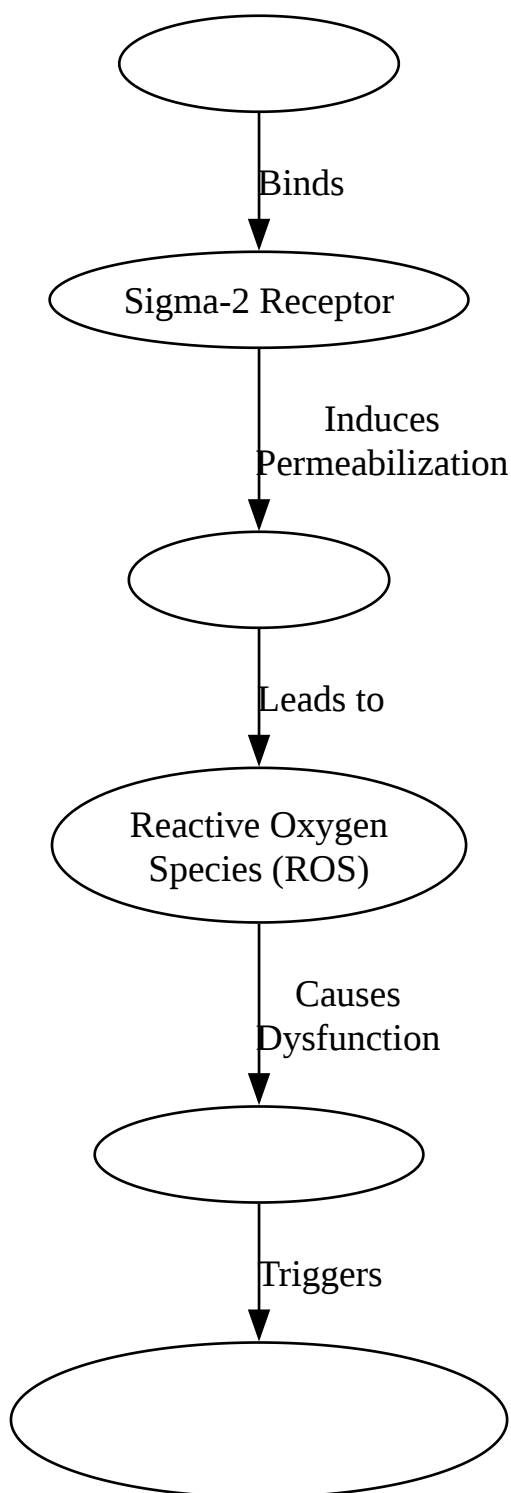 Binds
Sigma-2 Receptor
Induces
Permeabilization
Leads to
Reactive Oxygen
Species (ROS)
Causes
Dysfunction
Triggers